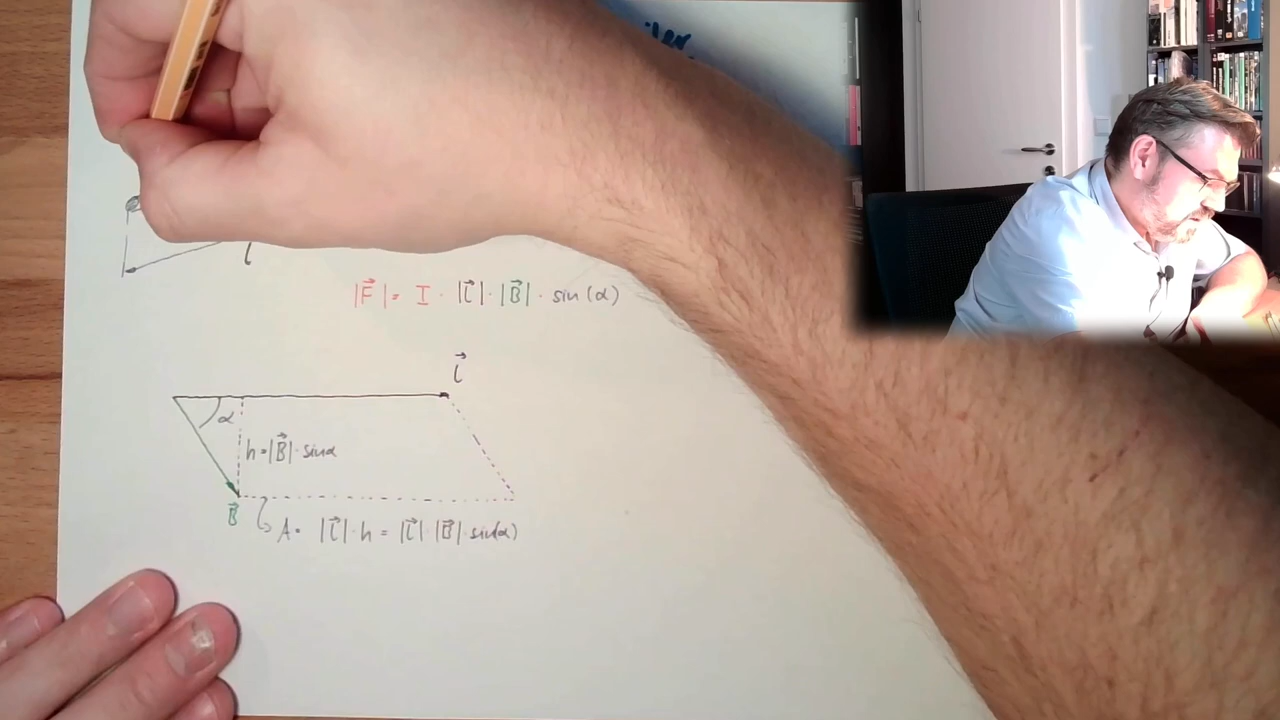 l
|F⃗| = I · |l⃗| · |B⃗| · sin(α)
l⃗
α
h = |B⃗| · sinα
B⃗
A = |l⃗| · h = |l⃗| · |B⃗| · sin(α)